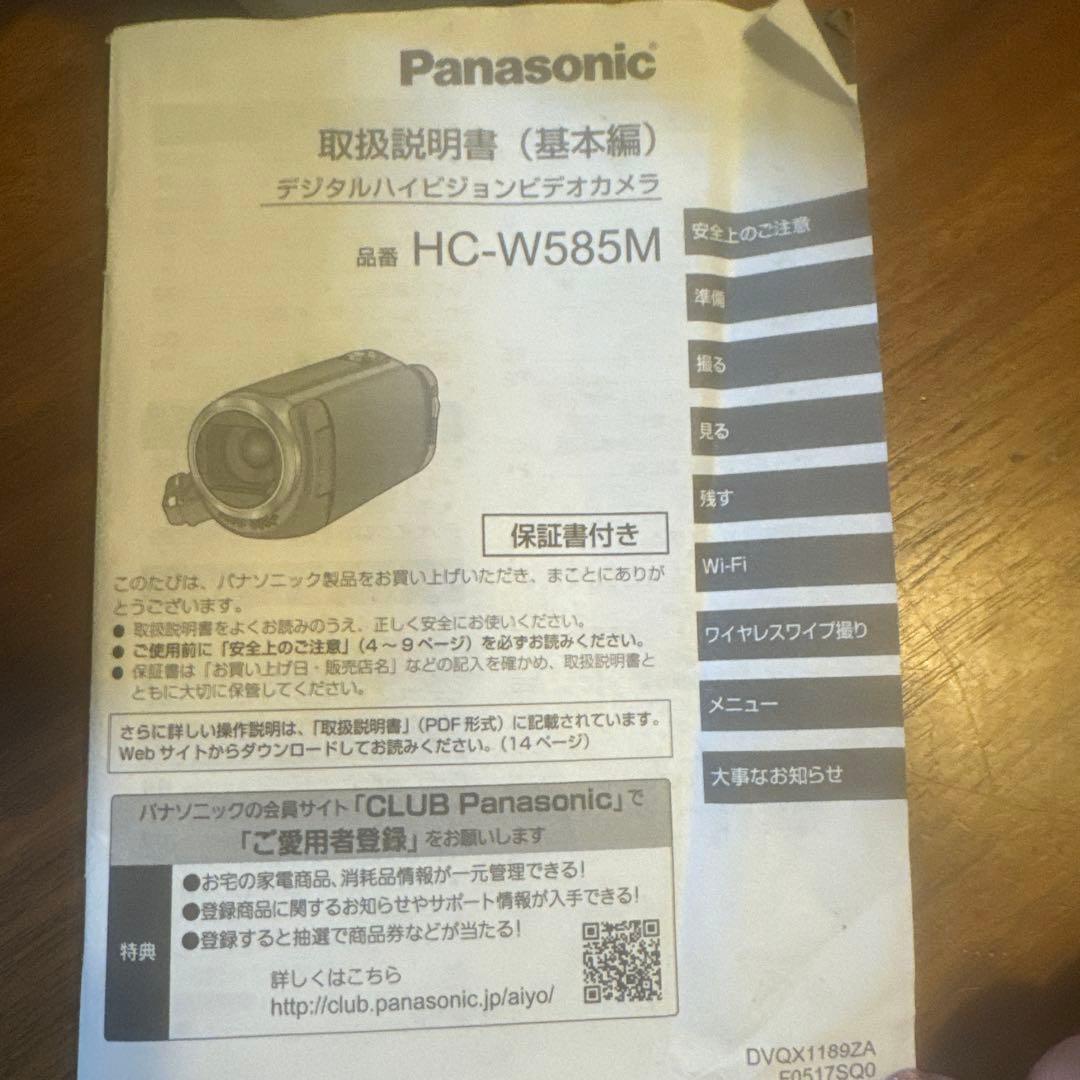 Panasonic®
取扱説明書（基本編）
デジタルハイビジョンビデオカメラ
品番 HC-W585M
安全上のご注意
準備
撮る
見る
残す
Wi-Fi
ワイヤレスワイプ撮り
メニュー
大事なお知らせ
Panasonic
保証書付き
このたびは、パナソニック製品をお買い上げいただき、まことにありが
とうございます。
● 取扱説明書をよくお読みのうえ、正しく安全にお使いください。
● ご使用前に「安全上のご注意」（4～9ページ）を必ずお読みください。
● 保証書は「お買い上げ日・販売店名」などの記入を確かめ、取扱説明書と
ともに大切に保管してください。
さらに詳しい操作説明は、「取扱説明書」（PDF形式）に記載されています。
Webサイトからダウンロードしてお読みください。（14ページ）
パナソニックの会員サイト「CLUB Panasonic」で
「ご愛用者登録」をお願いします
特典
●お宅の家電商品、消耗品情報が一元管理できる！
●登録商品に関するお知らせやサポート情報が入手できる！
●登録すると抽選で商品券などが当たる！
詳しくはこちら
http://club.panasonic.jp/aiyo/
DVQX1189ZA
F0517SQ0